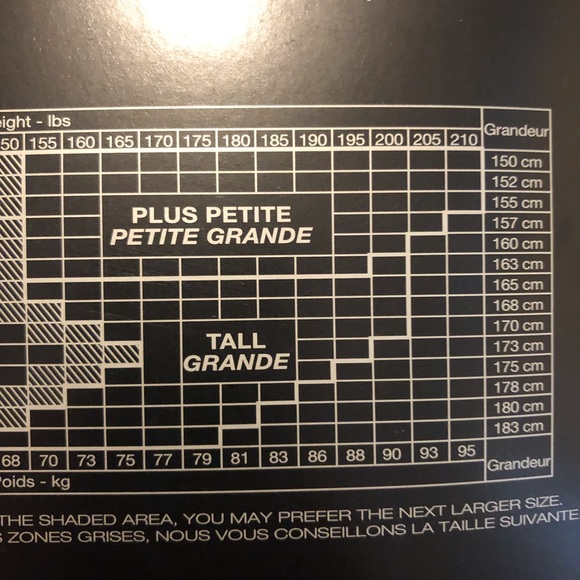 eight - lbs
Grandeur
50 155 160 165 170 175 180 185 190 195 200 205 210
150 cm
152 cm
155 cm
PLUS PETITE
157 cm
PETITE GRANDE
160 cm
163 cm
165 cm
168 cm
170 cm
TALL
173 cm
GRANDE
175 cm
178 cm
180 cm
183 cm
68 70 73 75 77 79 81 83 86 88 90 93 95
Grandeur
Poids - kg
THE SHADED AREA, YOU MAY PREFER THE NEXT LARGER SIZE.
S ZONES GRISES, NOUS VOUS CONSEILLONS LA TAILLE SUIVANTE